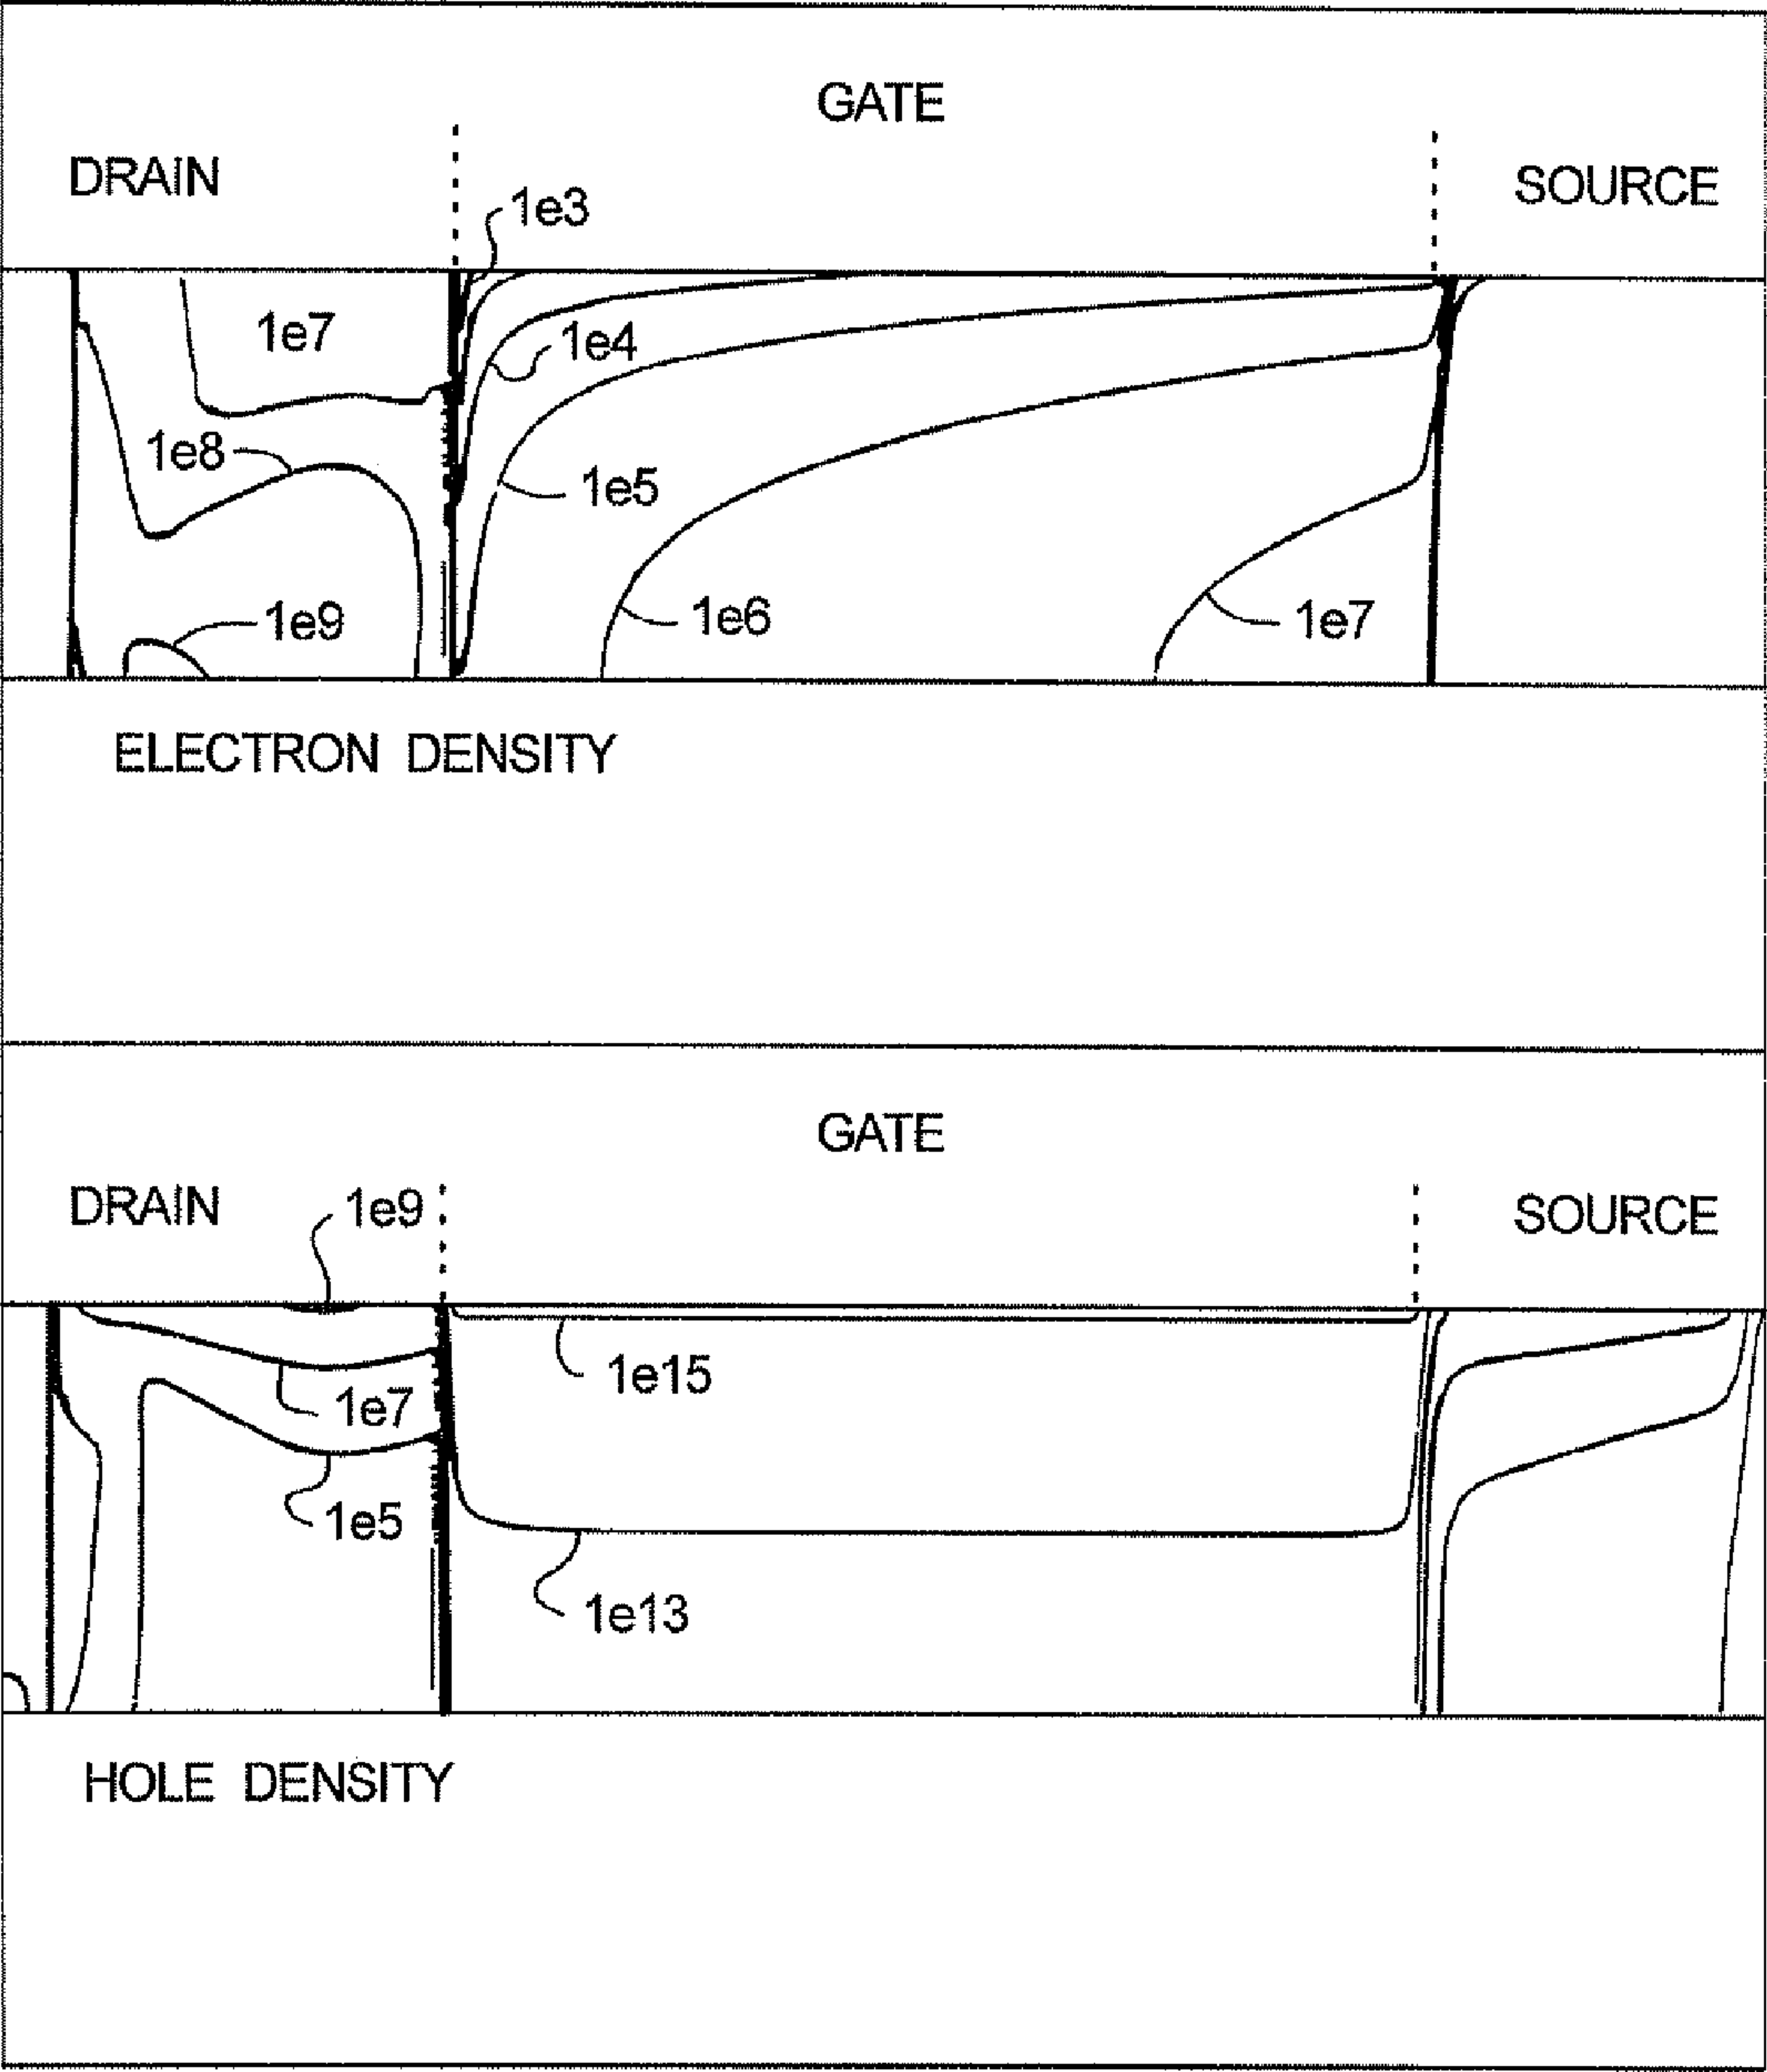 GATE
DRAIN
SOURCE
1e3
1e7
1e4
1e8
1e5
1e9
1e6
1e7
ELECTRON DENSITY
GATE
DRAIN
1e9
SOURCE
1e15
1e7
1e5
1e13
HOLE DENSITY